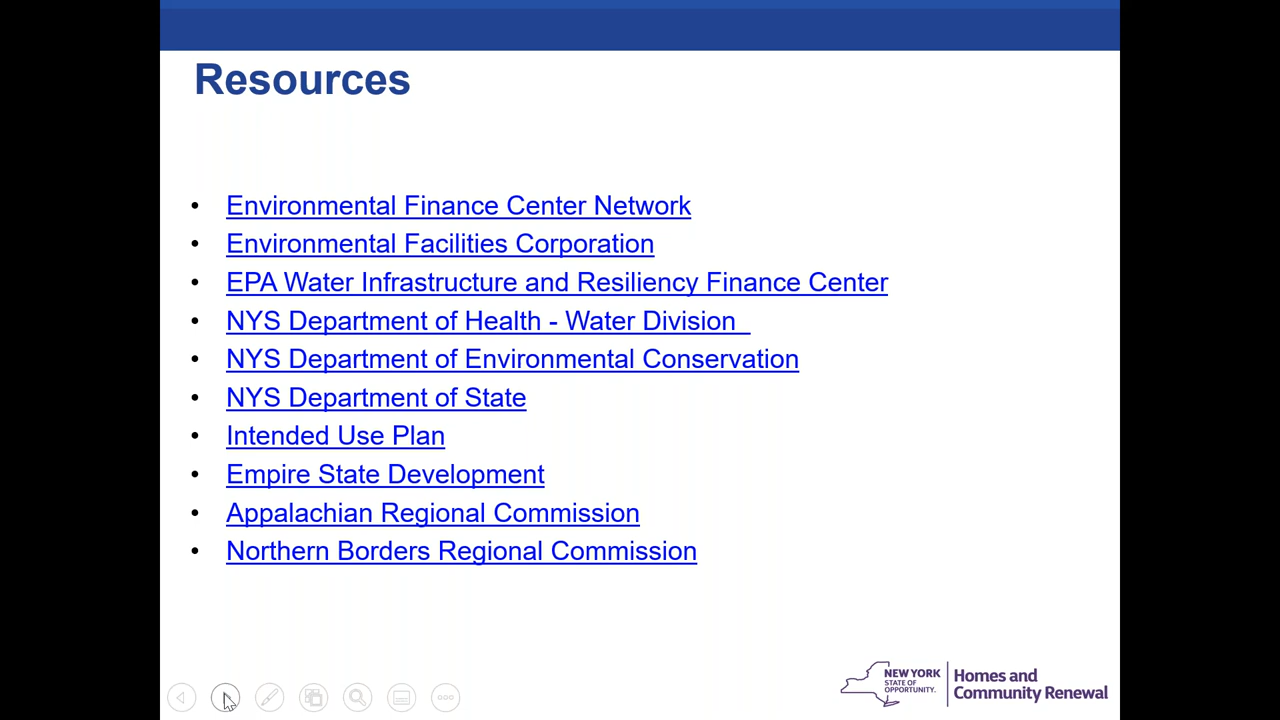 Resources
• Environmental Finance Center Network
• Environmental Facilities Corporation
• EPA Water Infrastructure and Resiliency Finance Center
• NYS Department of Health - Water Division
• NYS Department of Environmental Conservation
• NYS Department of State
• Intended Use Plan
• Empire State Development
• Appalachian Regional Commission
• Northern Borders Regional Commission
NEW YORK
STATE OF
OPPORTUNITY.
Homes and
Community Renewal